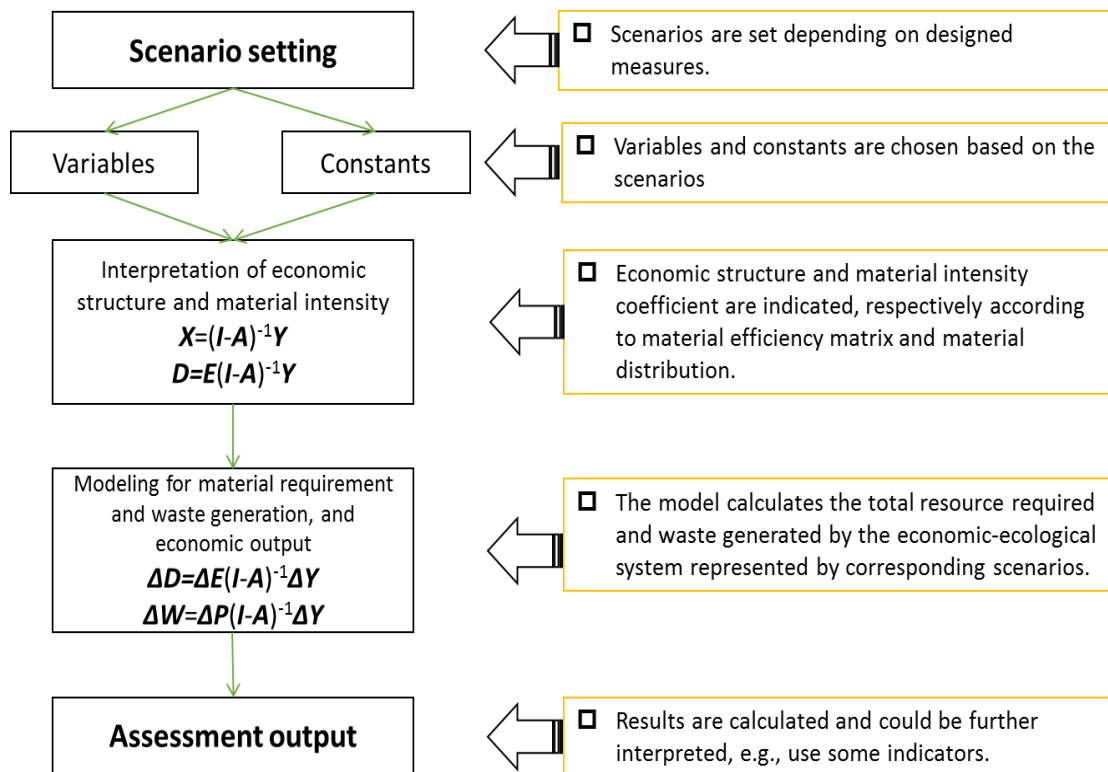 Scenario setting
☐ Scenarios are set depending on designed
measures.
Variables
Constants
☐ Variables and constants are chosen based on the
scenarios
Interpretation of economic
structure and material intensity
X=(I-A)⁻¹Y
D=E(I-A)⁻¹Y
☐ Economic structure and material intensity
coefficient are indicated, respectively according
to material efficiency matrix and material
distribution.
Modeling for material requirement
and waste generation, and
economic output
ΔD=ΔE(I-A)⁻¹ΔY
ΔW=ΔP(I-A)⁻¹ΔY
☐ The model calculates the total resource required
and waste generated by the economic-ecological
system represented by corresponding scenarios.
Assessment output
☐ Results are calculated and could be further
interpreted, e.g., use some indicators.